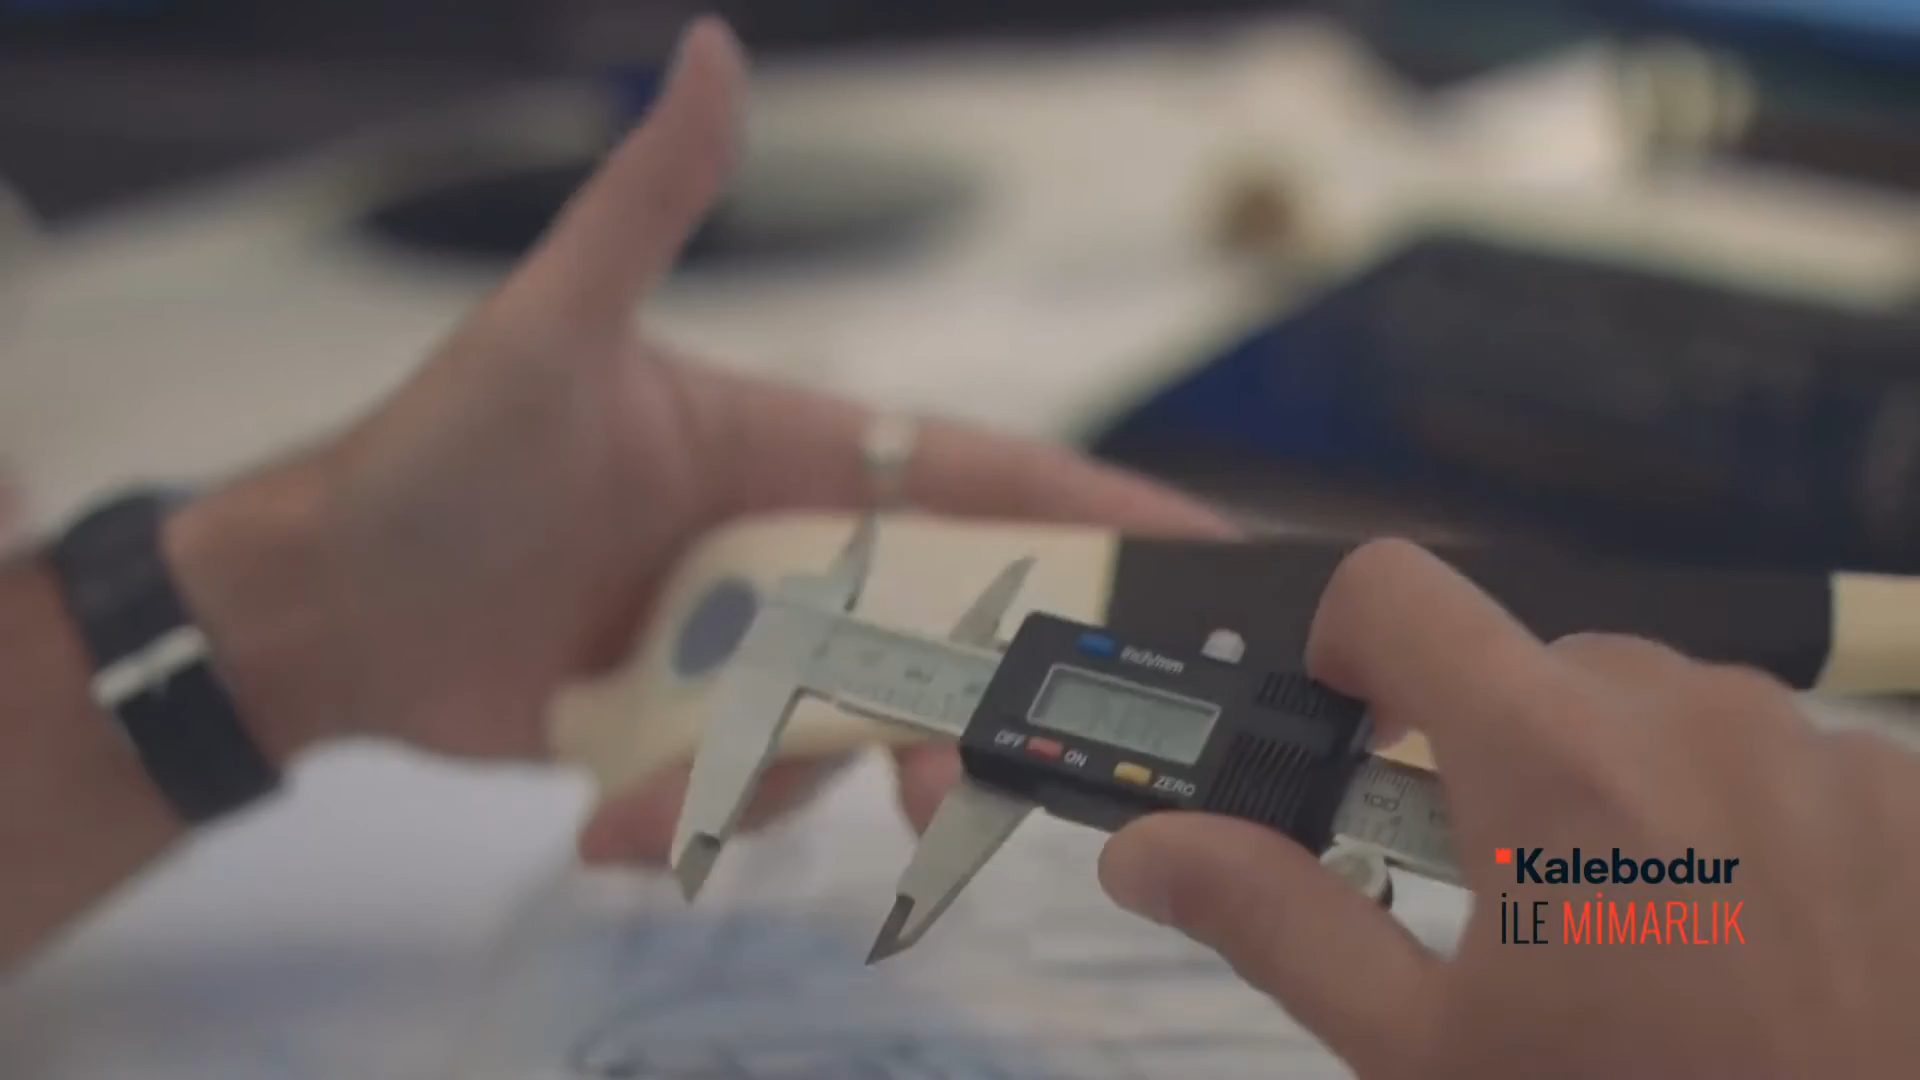 inch/mm
OFF ON
ZERO
100
Kalebodur
İLE MİMARLIK